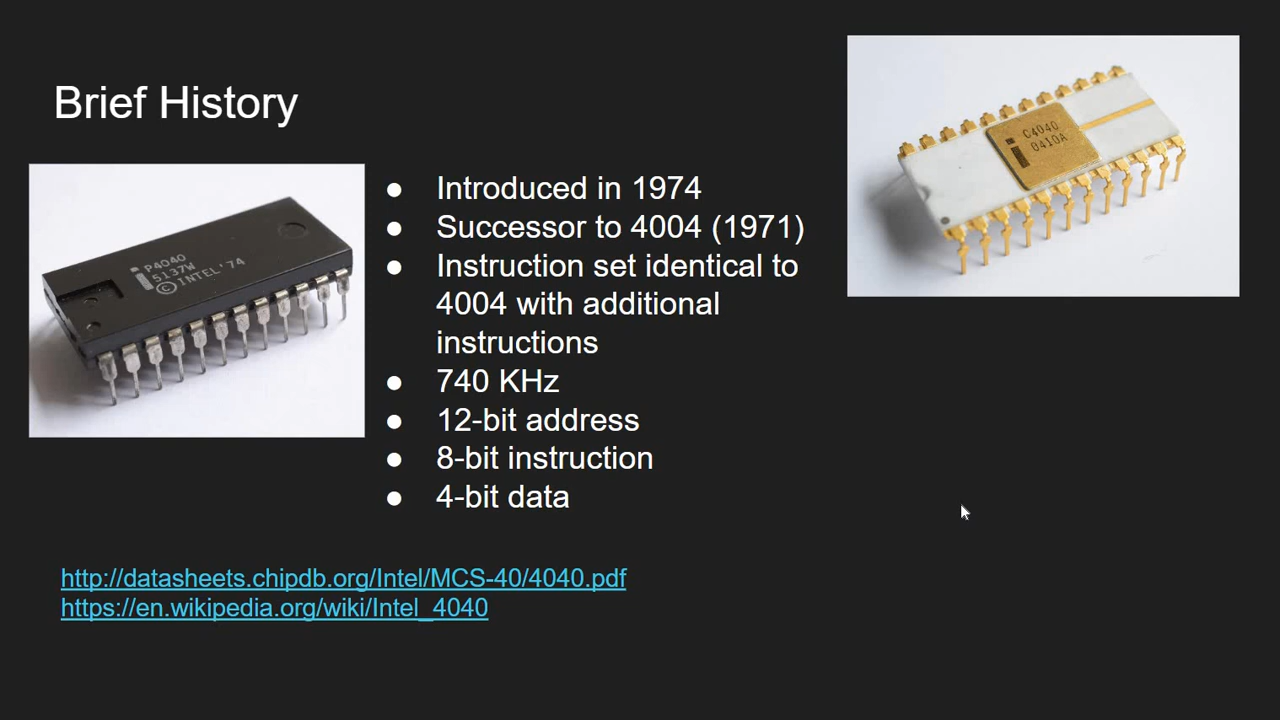 Brief History
P4040
5137W
©INTEL '74
C4040
0410A
● Introduced in 1974
● Successor to 4004 (1971)
● Instruction set identical to
4004 with additional
instructions
● 740 KHz
● 12-bit address
● 8-bit instruction
● 4-bit data
http://datasheets.chipdb.org/Intel/MCS-40/4040.pdf
https://en.wikipedia.org/wiki/Intel_4040